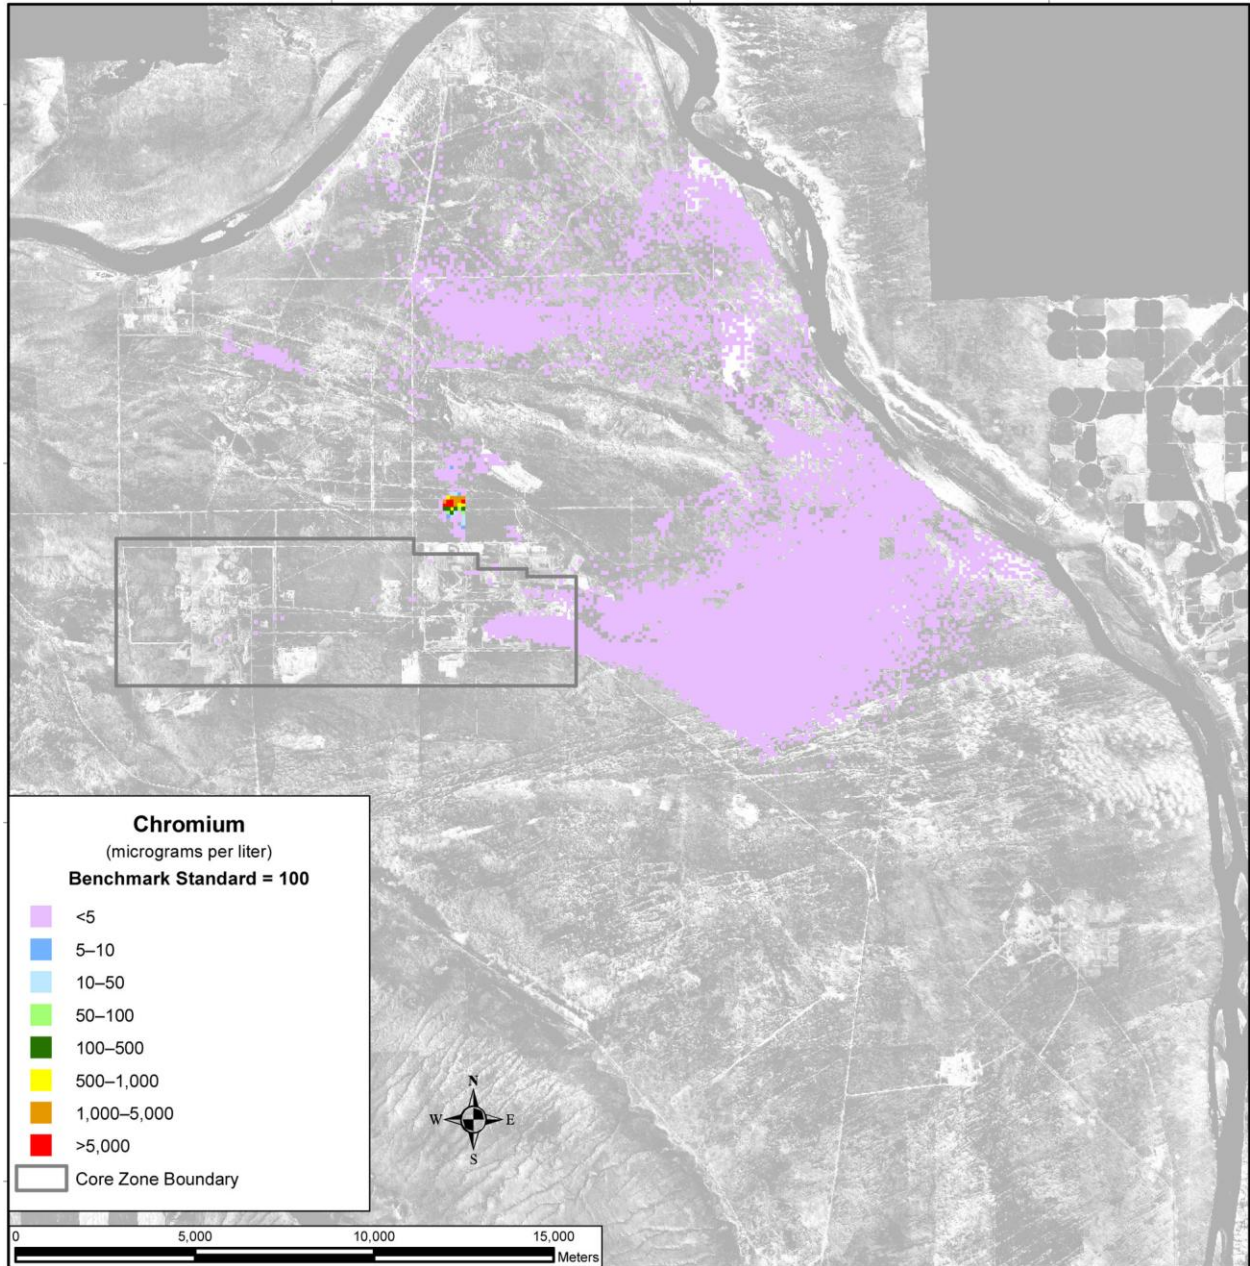 Chromium
(micrograms per liter)
Benchmark Standard = 100
<5
5–10
10–50
50–100
100–500
500–1,000
1,000–5,000
>5,000
Core Zone Boundary
N
W E
S
0 5,000 10,000 15,000
Meters